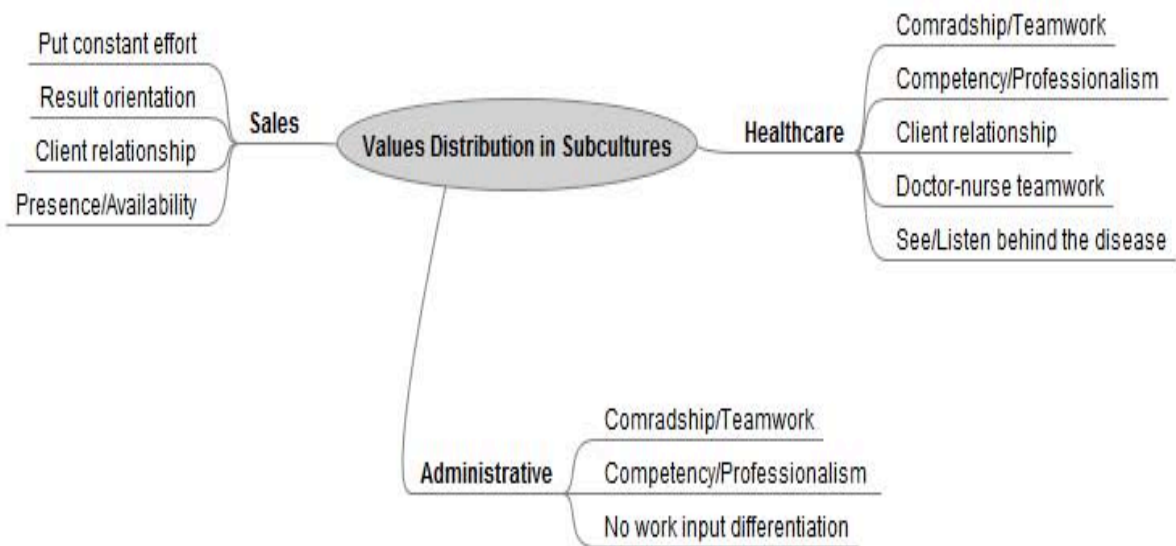 Values Distribution in Subcultures
Sales
Put constant effort
Result orientation
Client relationship
Presence/Availability
Healthcare
Comradship/Teamwork
Competency/Professionalism
Client relationship
Doctor-nurse teamwork
See/Listen behind the disease
Administrative
Comradship/Teamwork
Competency/Professionalism
No work input differentiation